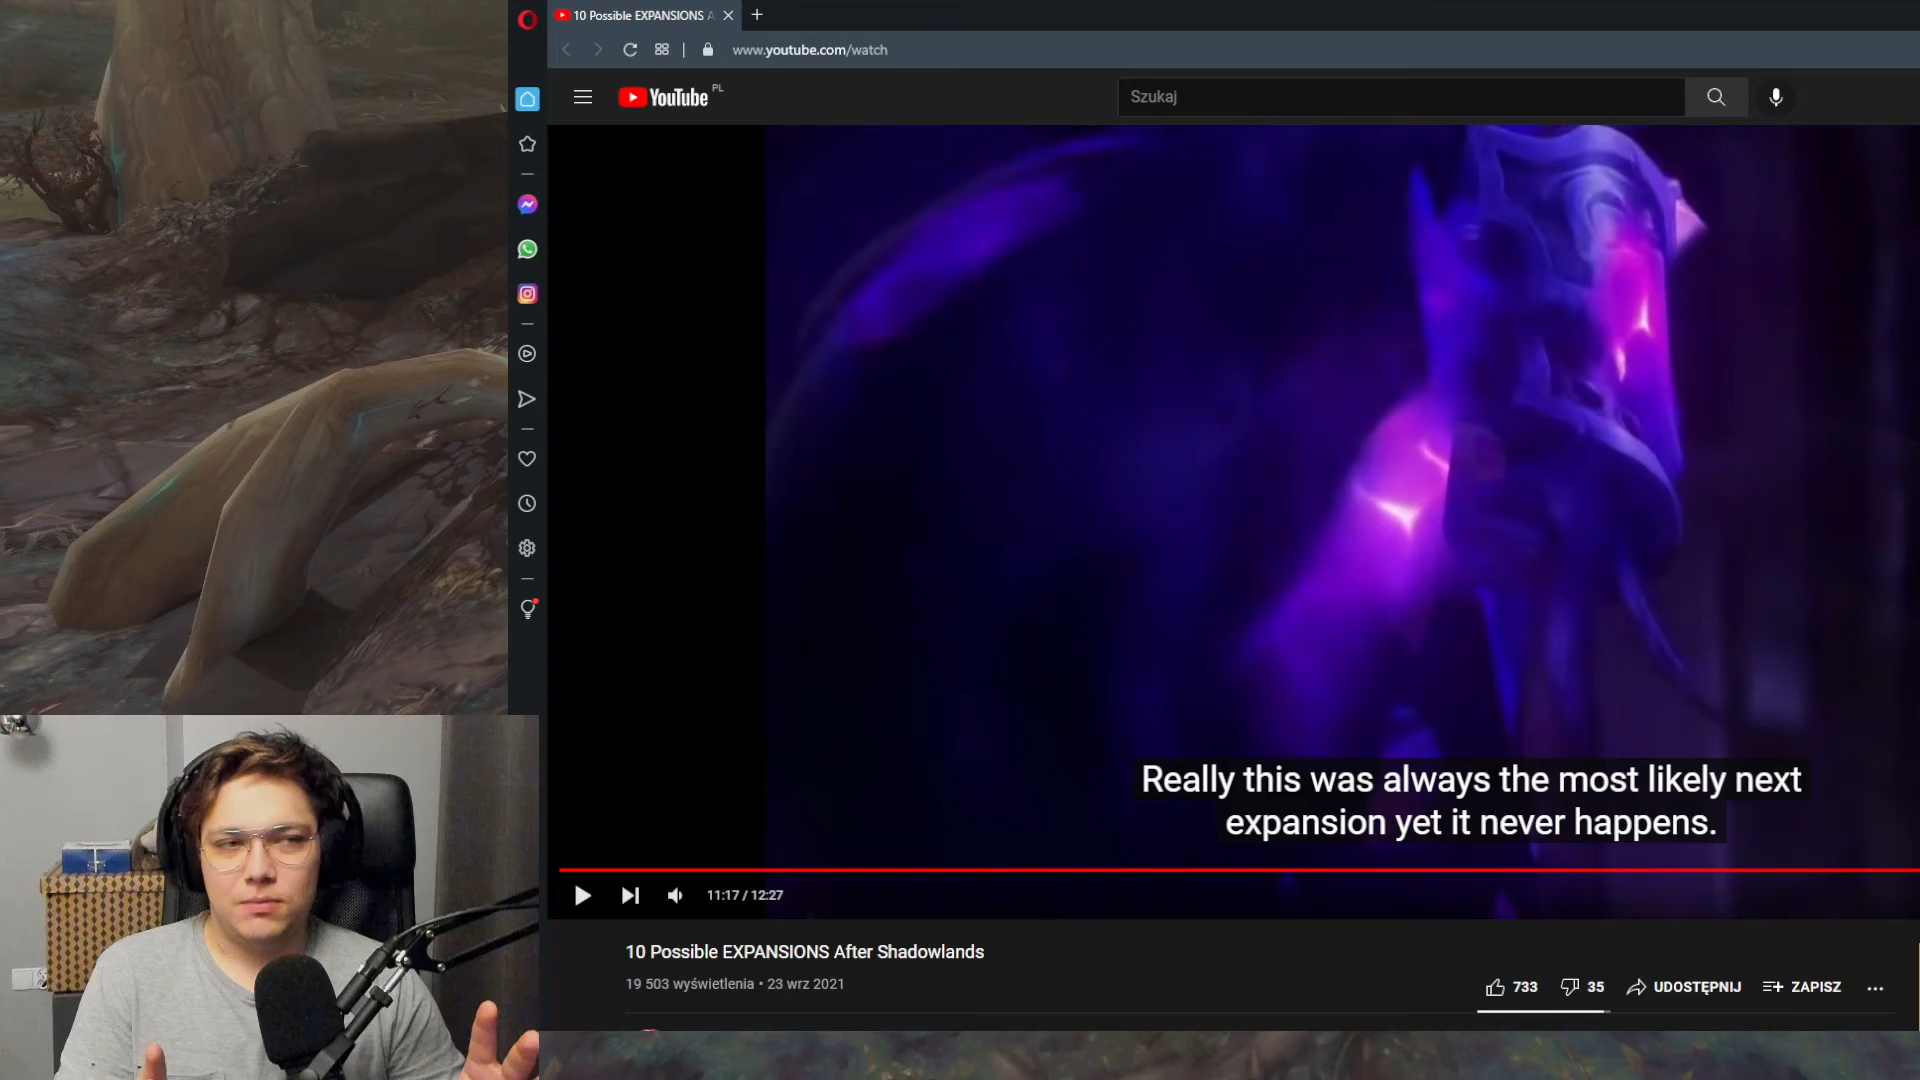 10 Possible EXPANSIONS A
www.youtube.com/watch
YouTube PL
Szukaj
Really this was always the most likely next
expansion yet it never happens.
11:17 / 12:27
10 Possible EXPANSIONS After Shadowlands
19 503 wyświetlenia • 23 wrz 2021
733
35
UDOSTĘPNIJ
ZAPISZ